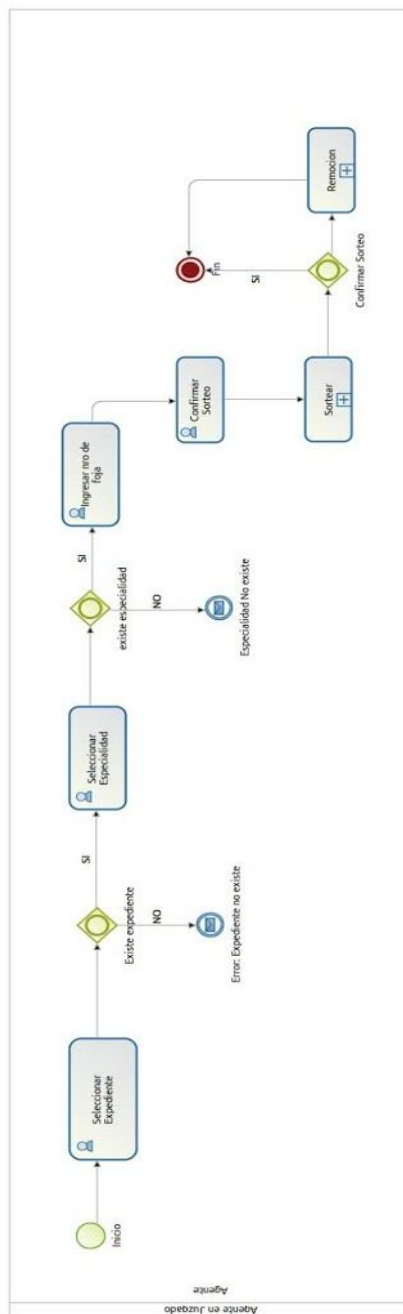 Agente en Juzgado
Agente
Inicio
Seleccionar
Expediente
Existe expediente
SI
NO
Error: Expediente no existe
Seleccionar
Especialidad
existe especialidad
SI
NO
Especialidad No existe
Ingresar nro de
foja
Confirmar
Sorteo
Sortear
Confirmar Sorteo
SI
Fin
Remocion